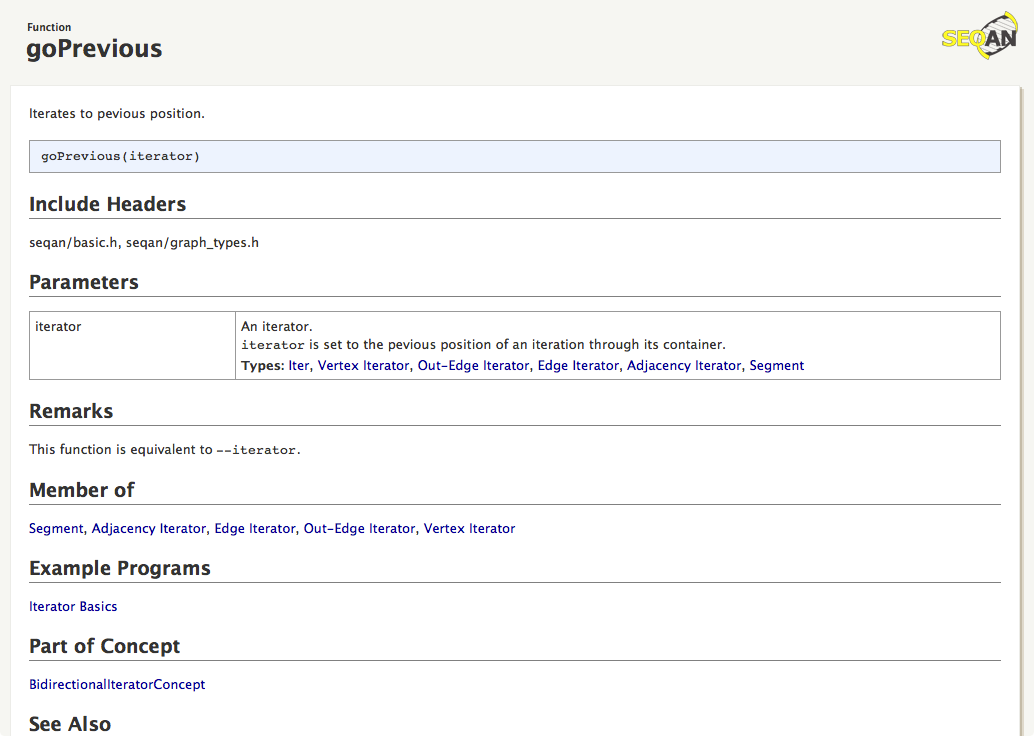 Function
goPrevious
SEQAN
Iterates to pevious position.
goPrevious(iterator)
Include Headers
seqan/basic.h, seqan/graph_types.h
Parameters
iterator
An iterator.
iterator is set to the pevious position of an iteration through its container.
Types: Iter, Vertex Iterator, Out-Edge Iterator, Edge Iterator, Adjacency Iterator, Segment
Remarks
This function is equivalent to --iterator.
Member of
Segment, Adjacency Iterator, Edge Iterator, Out-Edge Iterator, Vertex Iterator
Example Programs
Iterator Basics
Part of Concept
BidirectionalIteratorConcept
See Also